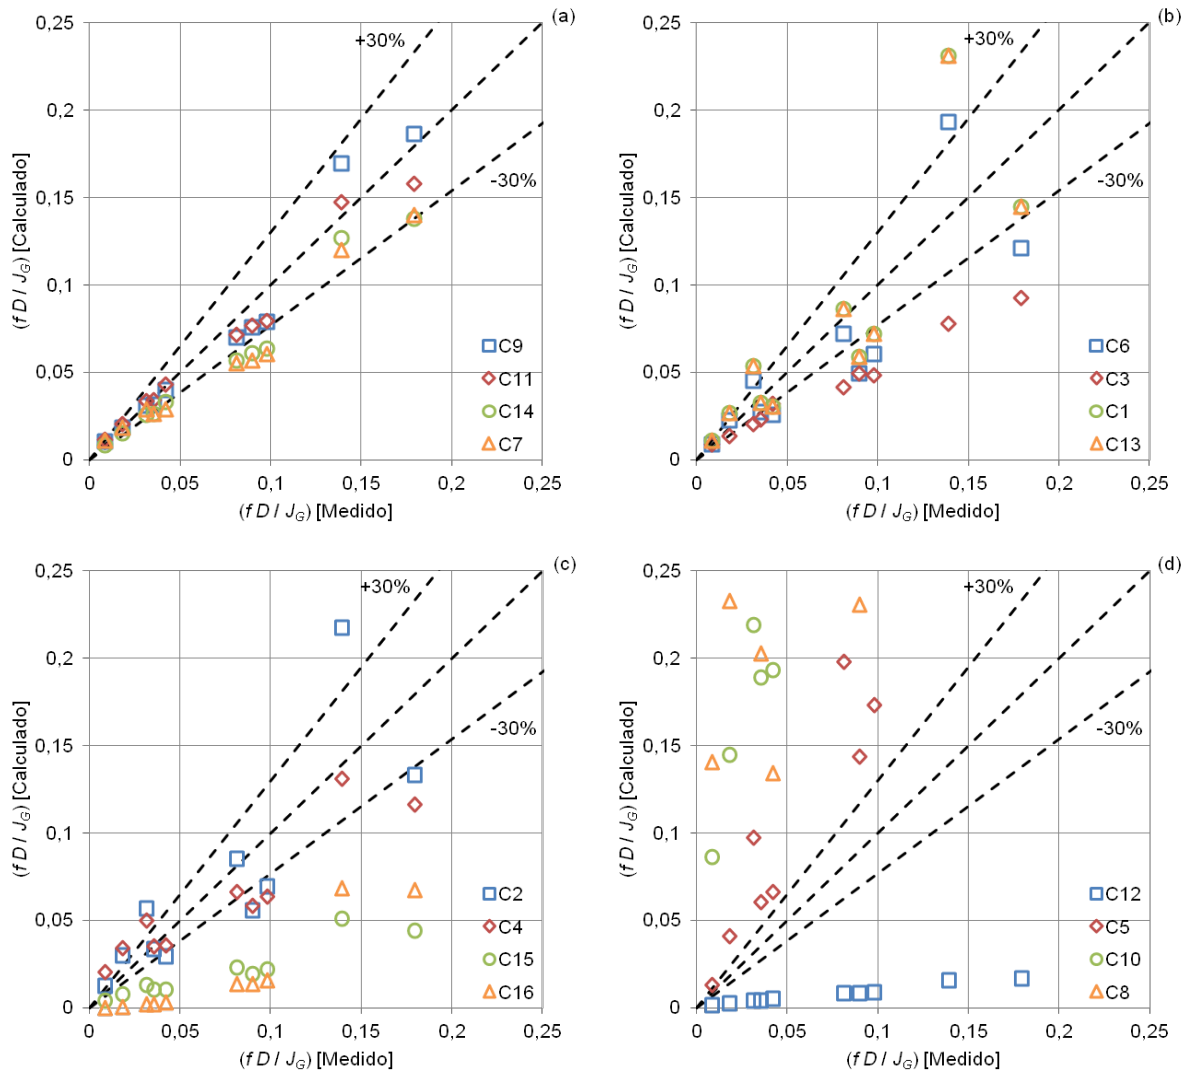 (a)
0,25
0,2
0,15
0,1
0,05
0
(f D / J_G) [Calculado]
+30%
-30%
C9
C11
C14
C7
0 0,05 0,1 0,15 0,2 0,25
(f D / J_G) [Medido]
(b)
0,25
0,2
0,15
0,1
0,05
0
(f D / J_G) [Calculado]
+30%
-30%
C6
C3
C1
C13
0 0,05 0,1 0,15 0,2 0,25
(f D / J_G) [Medido]
(c)
0,25
0,2
0,15
0,1
0,05
0
(f D / J_G) [Calculado]
+30%
-30%
C2
C4
C15
C16
0 0,05 0,1 0,15 0,2 0,25
(f D / J_G) [Medido]
(d)
0,25
0,2
0,15
0,1
0,05
0
(f D / J_G) [Calculado]
+30%
-30%
C12
C5
C10
C8
0 0,05 0,1 0,15 0,2 0,25
(f D / J_G) [Medido]